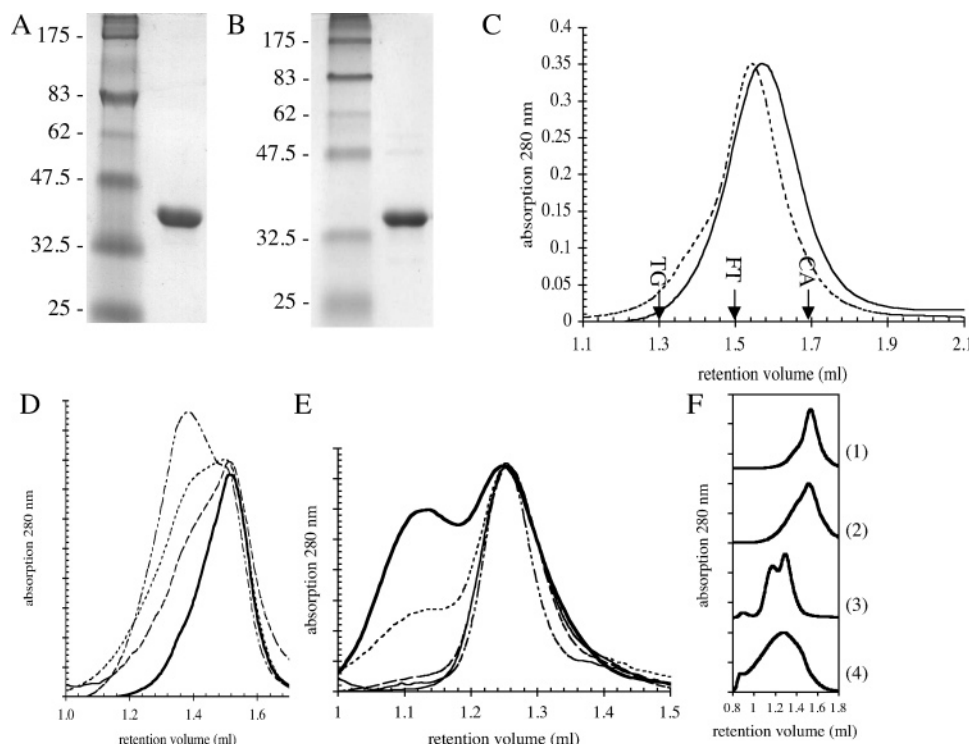 A
175 -
83 -
62 -
47.5 -
32.5 -
25 -
B
175 -
83 -
62 -
47.5 -
32.5 -
25 -
C
absorption 280 nm
0.4
0.35
0.3
0.25
0.2
0.15
0.1
0.05
0
TG
FT
CA
1.1
1.3
1.5
1.7
1.9
2.1
retention volume (ml)
D
absorption 280 nm
1.0
1.2
1.4
1.6
retention volume (ml)
E
absorption 280 nm
1
1.1
1.2
1.3
1.4
1.5
retention volume (ml)
F
absorption 280 nm
(1)
(2)
(3)
(4)
0.8
1
1.2
1.4
1.6
1.8
retention volume (ml)